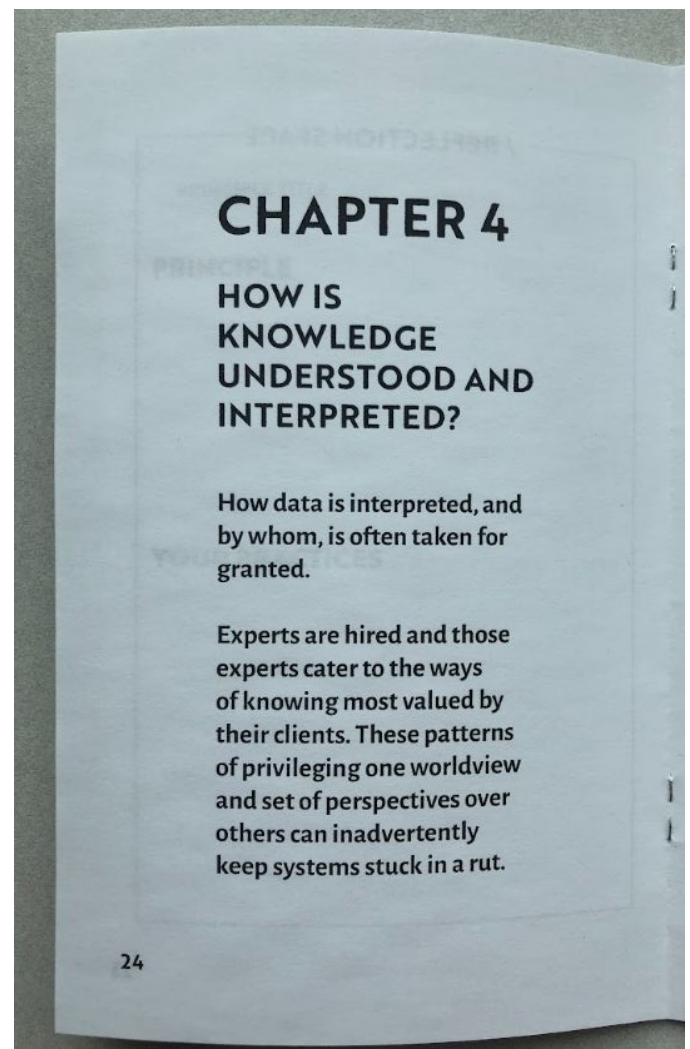 CHAPTER 4
HOW IS
KNOWLEDGE
UNDERSTOOD AND
INTERPRETED?
How data is interpreted, and
by whom, is often taken for
granted.
Experts are hired and those
experts cater to the ways
of knowing most valued by
their clients. These patterns
of privileging one worldview
and set of perspectives over
others can inadvertently
keep systems stuck in a rut.
24